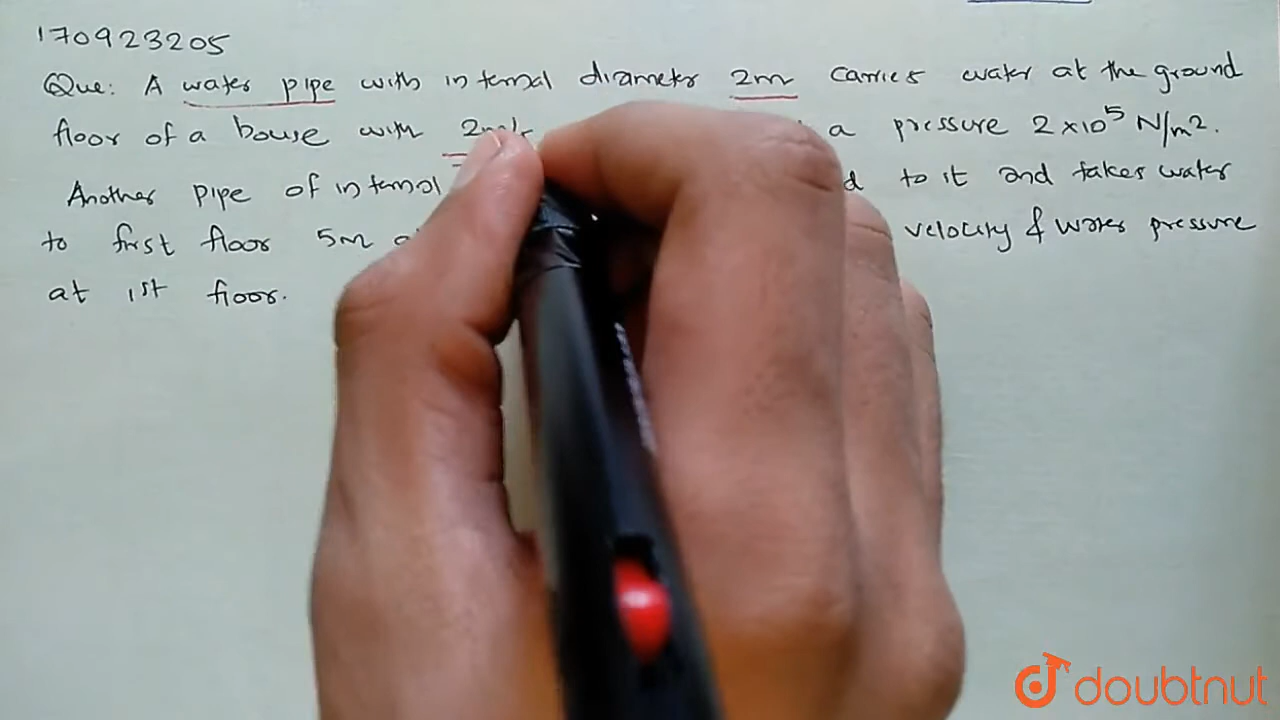 170923205
Que: A water pipe with internal diameter 2m carries water at the ground
floor of a house with 2m/s a pressure 2×10⁵ N/m².
Another pipe of internal to it and takes water
to first floor 5m velocity & water pressure
at 1st floor.
doubtnut